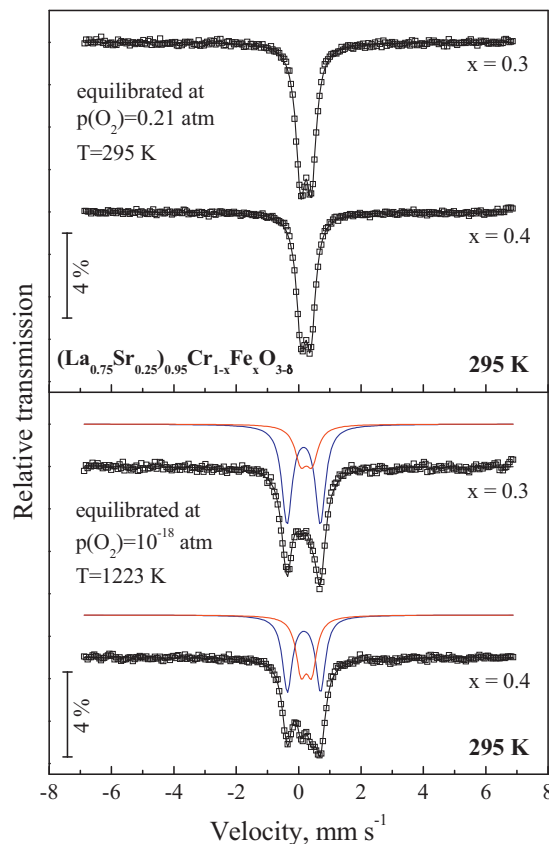 x = 0.3
equilibrated at
p(O₂)=0.21 atm
T=295 K
x = 0.4
4 %
(La₀.₇₅Sr₀.₂₅)₀.₉₅Cr₁₋ₓFeₓO₃₋δ
295 K
Relative transmission
x = 0.3
equilibrated at
p(O₂)=10⁻¹⁸ atm
T=1223 K
x = 0.4
4 %
295 K
-8 -6 -4 -2 0 2 4 6 8
Velocity, mm s⁻¹